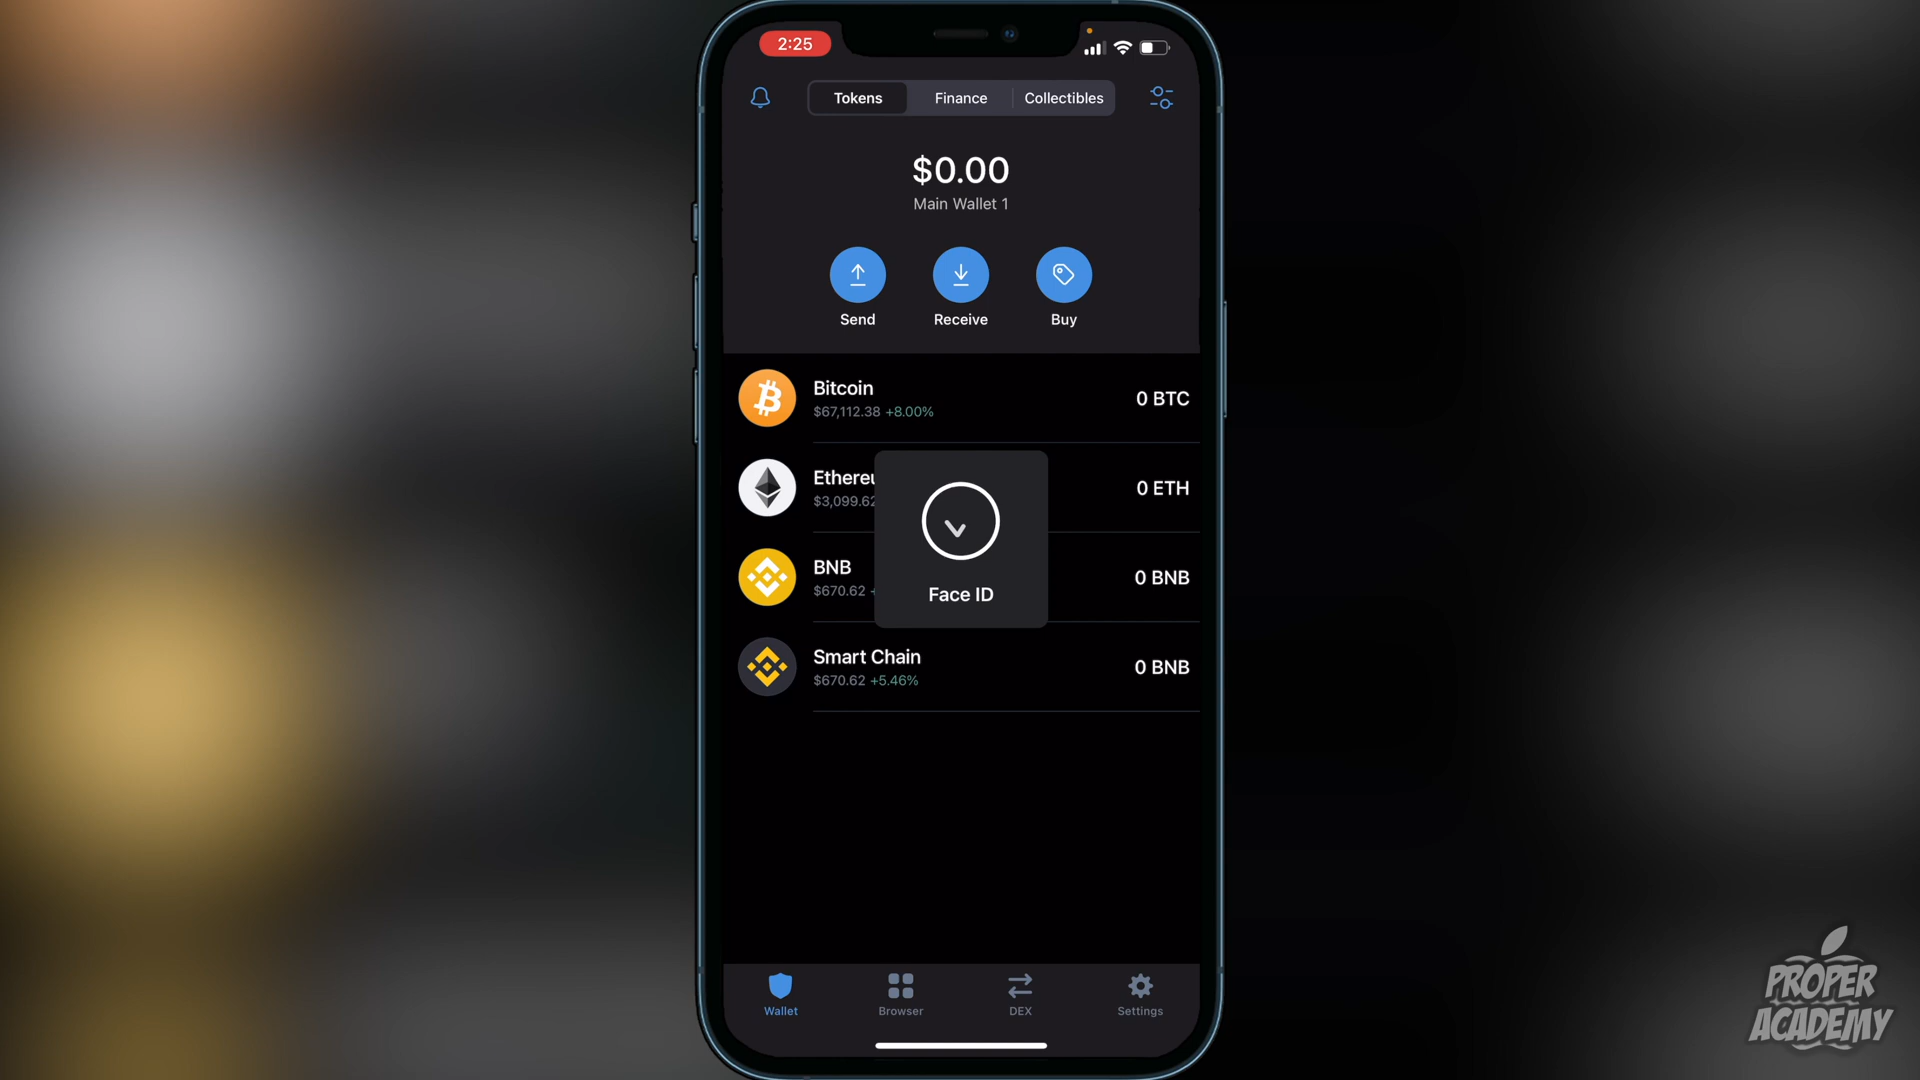 2:25
Tokens Finance Collectibles
$0.00
Main Wallet 1
Send Receive Buy
Bitcoin
$67,112.38 +8.00%
0 BTC
Ethereu
$3,099.62
0 ETH
BNB
$670.62 +
0 BNB
Face ID
Smart Chain
$670.62 +5.46%
0 BNB
Wallet Browser DEX Settings
PROPER
ACADEMY